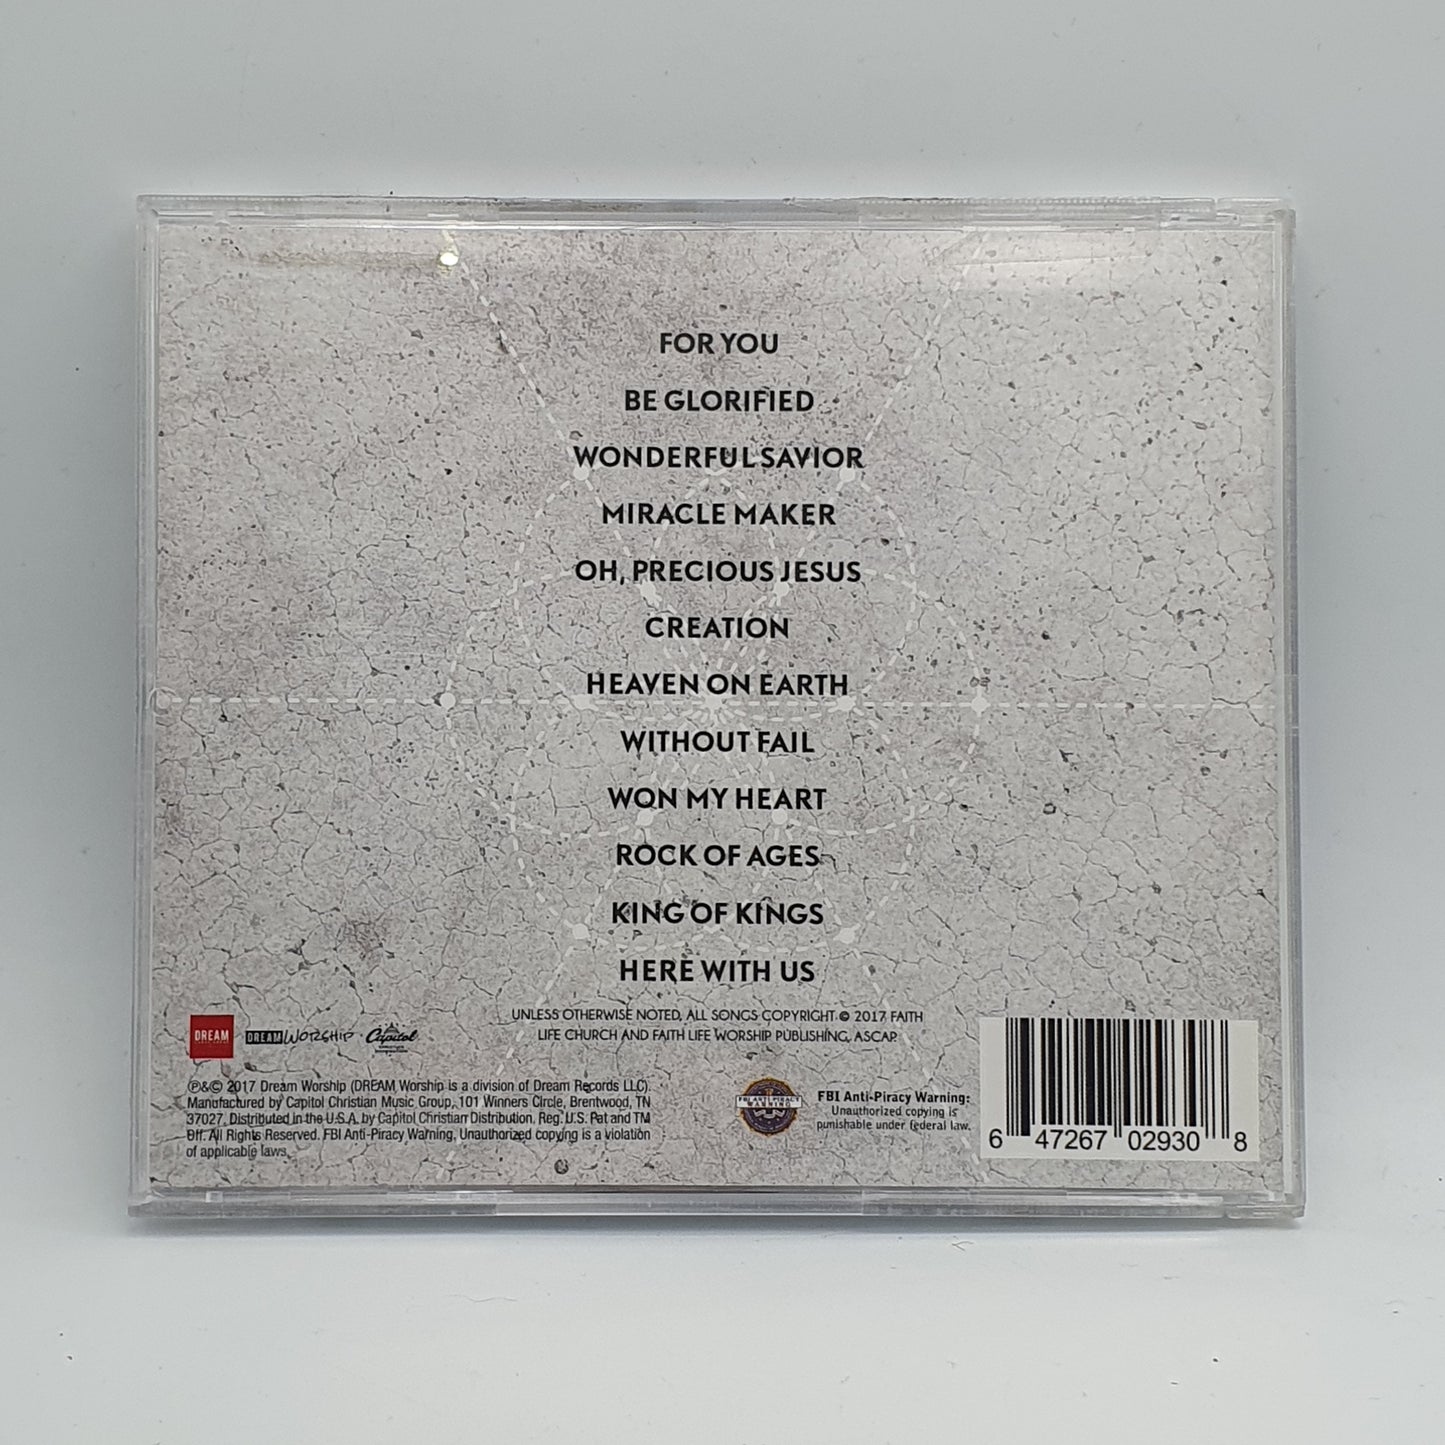 FOR YOU
BE GLORIFIED
WONDERFUL SAVIOR
MIRACLE MAKER
OH, PRECIOUS JESUS
CREATION
HEAVEN ON EARTH
WITHOUT FAIL
WON MY HEART
ROCK OF AGES
KING OF KINGS
HERE WITH US
UNLESS OTHERWISE NOTED, ALL SONGS COPYRIGHT © 2017 FAITH
LIFE CHURCH AND FAITH LIFE WORSHIP PUBLISHING, ASCAP.
DREAM
DREAM WORSHIP
Capitol
℗&© 2017 Dream Worship (DREAM Worship is a division of Dream Records LLC).
Manufactured by Capitol Christian Music Group, 101 Winners Circle, Brentwood, TN
37027. Distributed in the U.S.A. by Capitol Christian Distribution. Reg. U.S. Pat and TM
Off. All Rights Reserved. FBI Anti-Piracy Warning, Unauthorized copying is a violation
of applicable laws.
FBI ANTI-PIRACY
WARNING
FBI Anti-Piracy Warning:
Unauthorized copying is
punishable under federal law.
6 47267 02930 8